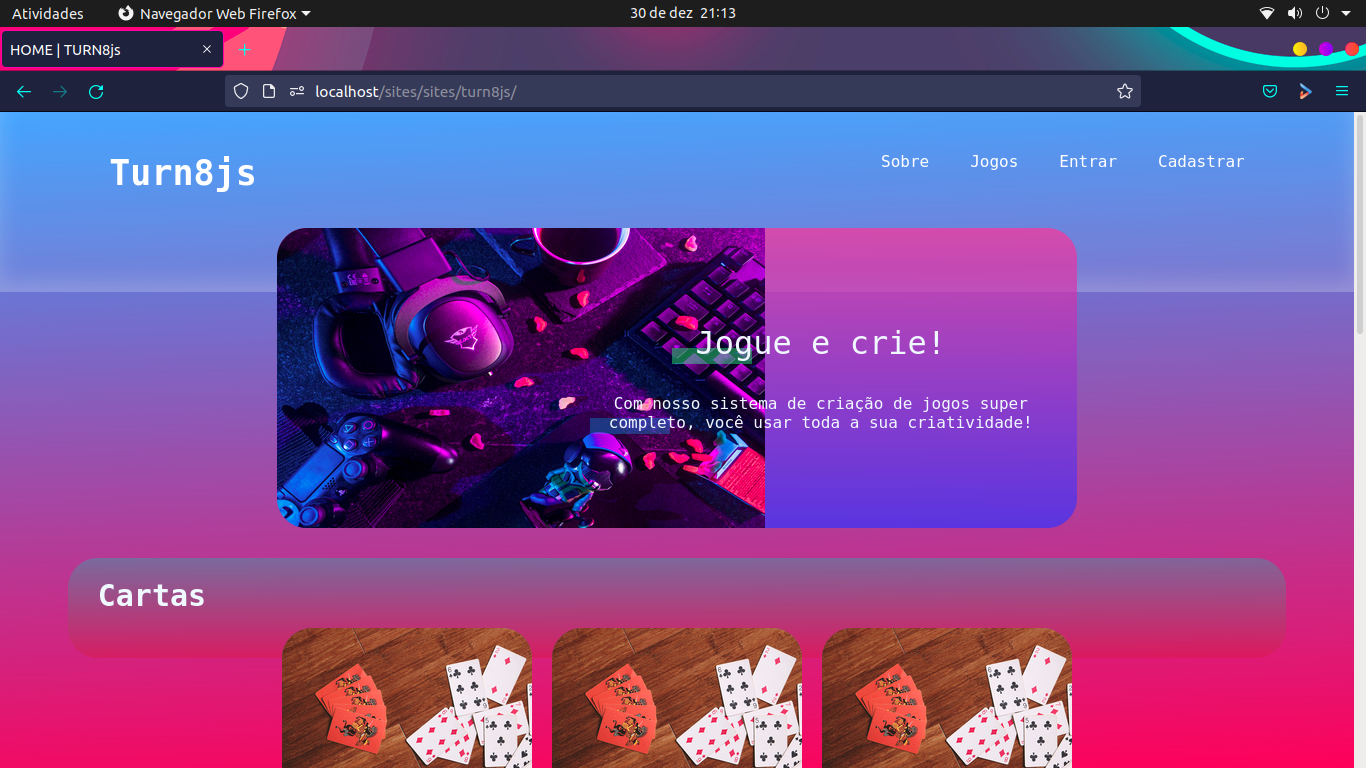 Atividades
Navegador Web Firefox
30 de dez 21:13
HOME | TURN8js
localhost/sites/sites/turn8js/
Turn8js
Sobre
Jogos
Entrar
Cadastrar
Jogue e crie!
Com nosso sistema de criação de jogos super
completo, você usar toda a sua criatividade!
Cartas